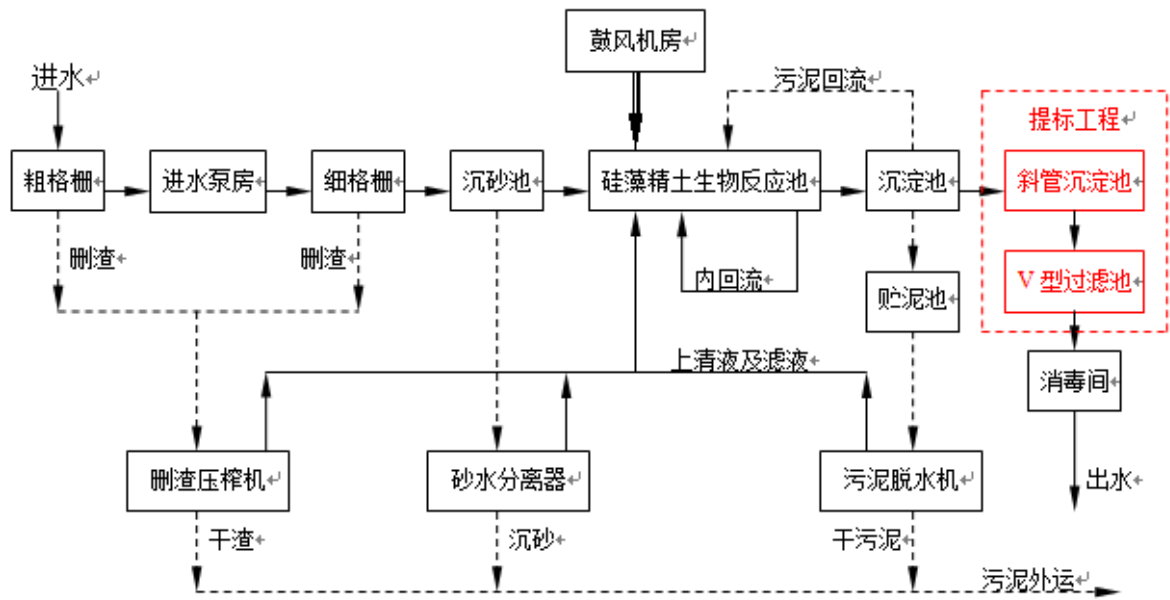 鼓风机房
进水
污泥回流
提标工程
粗格栅
进水泵房
细格栅
沉砂池
硅藻精土生物反应池
沉淀池
斜管沉淀池
删渣
删渣
内回流
贮泥池
V型过滤池
上清液及滤液
消毒间
删渣压榨机
砂水分离器
污泥脱水机
出水
干渣
沉砂
干污泥
污泥外运